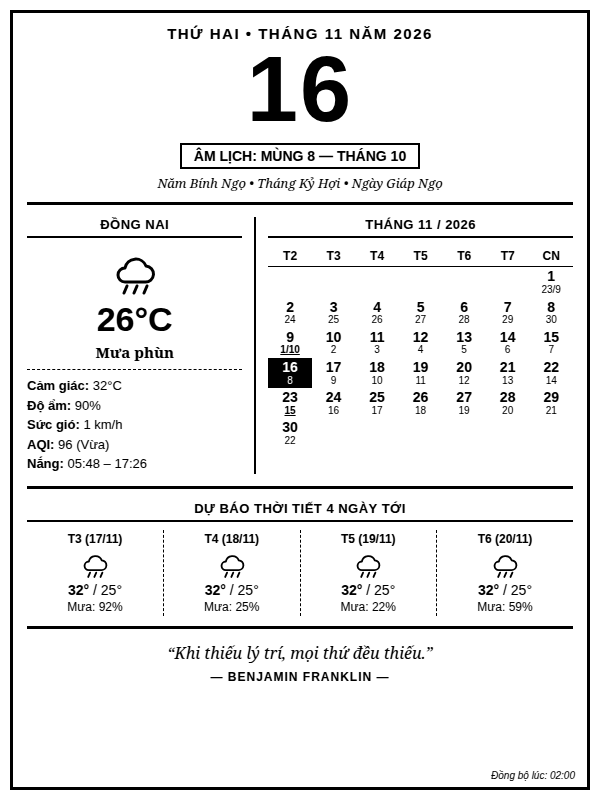 THỨ HAI • THÁNG 11 NĂM 2026
16
ÂM LỊCH: MÙNG 8 — THÁNG 10
Năm Bính Ngọ • Tháng Kỷ Hợi • Ngày Giáp Ngọ
ĐỒNG NAI
26°C
Mưa phùn
Cảm giác: 32°C
Độ ẩm: 90%
Sức gió: 1 km/h
AQI: 96 (Vừa)
Nắng: 05:48 – 17:26
THÁNG 11 / 2026
T2 T3 T4 T5 T6 T7 CN
1
23/9
2 3 4 5 6 7 8
24 25 26 27 28 29 30
9 10 11 12 13 14 15
1/10 2 3 4 5 6 7
16 17 18 19 20 21 22
8 9 10 11 12 13 14
23 24 25 26 27 28 29
15 16 17 18 19 20 21
30
22
DỰ BÁO THỜI TIẾT 4 NGÀY TỚI
T3 (17/11) T4 (18/11) T5 (19/11) T6 (20/11)
32° / 25° 32° / 25° 32° / 25° 32° / 25°
Mưa: 92% Mưa: 25% Mưa: 22% Mưa: 59%
“Khi thiếu lý trí, mọi thứ đều thiếu.”
— BENJAMIN FRANKLIN —
Đồng bộ lúc: 02:00